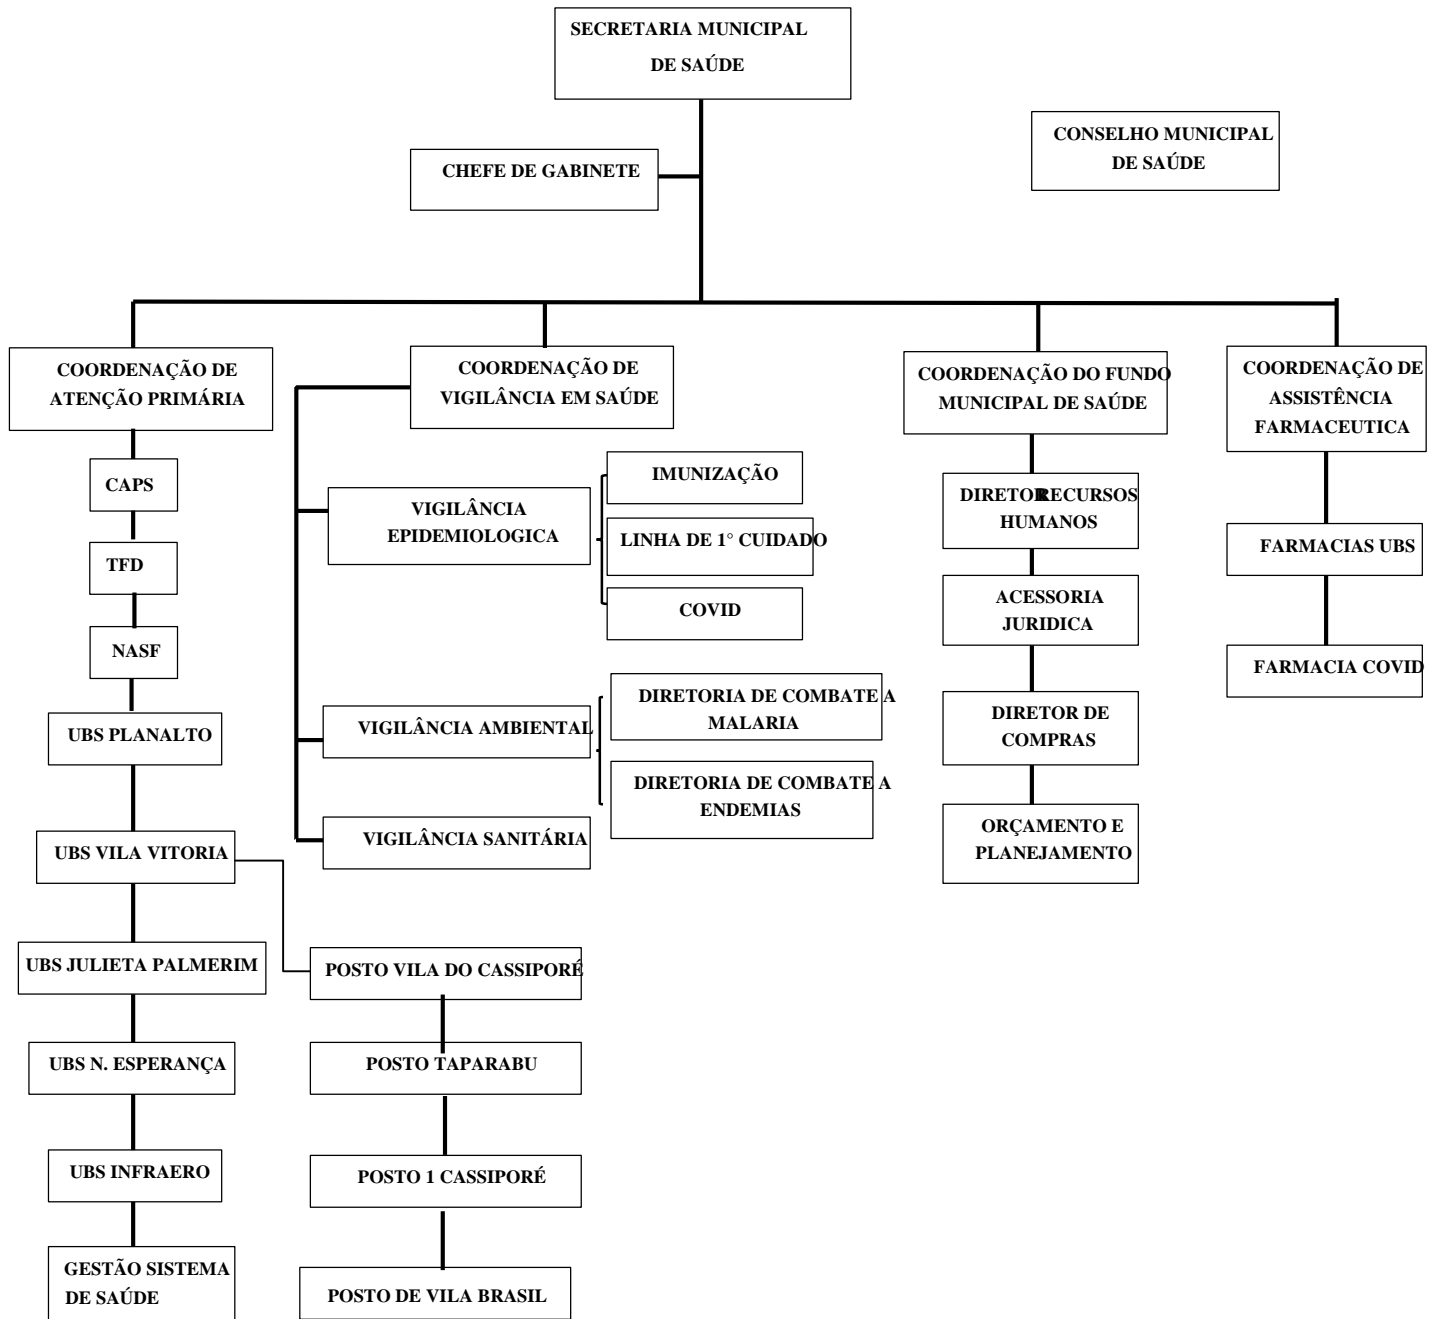 SECRETARIA MUNICIPAL
DE SAÚDE
CONSELHO MUNICIPAL
DE SAÚDE
CHEFE DE GABINETE
COORDENAÇÃO DE
ATENÇÃO PRIMÁRIA
CAPS
TFD
NASF
UBS PLANALTO
UBS VILA VITORIA
UBS JULIETA PALMERIM
UBS N. ESPERANÇA
UBS INFRAERO
GESTÃO SISTEMA
DE SAÚDE
POSTO VILA DO CASSIPORÉ
POSTO TAPARABU
POSTO 1 CASSIPORÉ
POSTO DE VILA BRASIL
COORDENAÇÃO DE
VIGILÂNCIA EM SAÚDE
VIGILÂNCIA
EPIDEMIOLOGICA
IMUNIZAÇÃO
LINHA DE 1° CUIDADO
COVID
VIGILÂNCIA AMBIENTAL
DIRETORIA DE COMBATE A
MALARIA
DIRETORIA DE COMBATE A
ENDEMIAS
VIGILÂNCIA SANITÁRIA
COORDENAÇÃO DO FUNDO
MUNICIPAL DE SAÚDE
DIRETOR RECURSOS
HUMANOS
ACESSORIA
JURIDICA
DIRETOR DE
COMPRAS
ORÇAMENTO E
PLANEJAMENTO
COORDENAÇÃO DE
ASSISTÊNCIA
FARMACEUTICA
FARMACIAS UBS
FARMACIA COVID